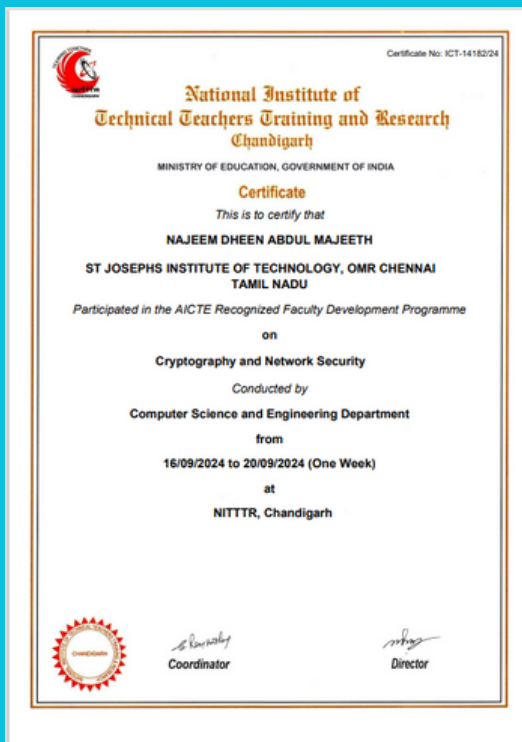 Certificate No: ICT-14182/24
National Institute of
Technical Teachers Training and Research
Chandigarh
MINISTRY OF EDUCATION, GOVERNMENT OF INDIA
Certificate
This is to certify that
NAJEEM DHEEN ABDUL MAJEETH
ST JOSEPHS INSTITUTE OF TECHNOLOGY, OMR CHENNAI
TAMIL NADU
Participated in the AICTE Recognized Faculty Development Programme
on
Cryptography and Network Security
Conducted by
Computer Science and Engineering Department
from
16/09/2024 to 20/09/2024 (One Week)
at
NITTTR, Chandigarh
CHANDIGARH
Coordinator
Director